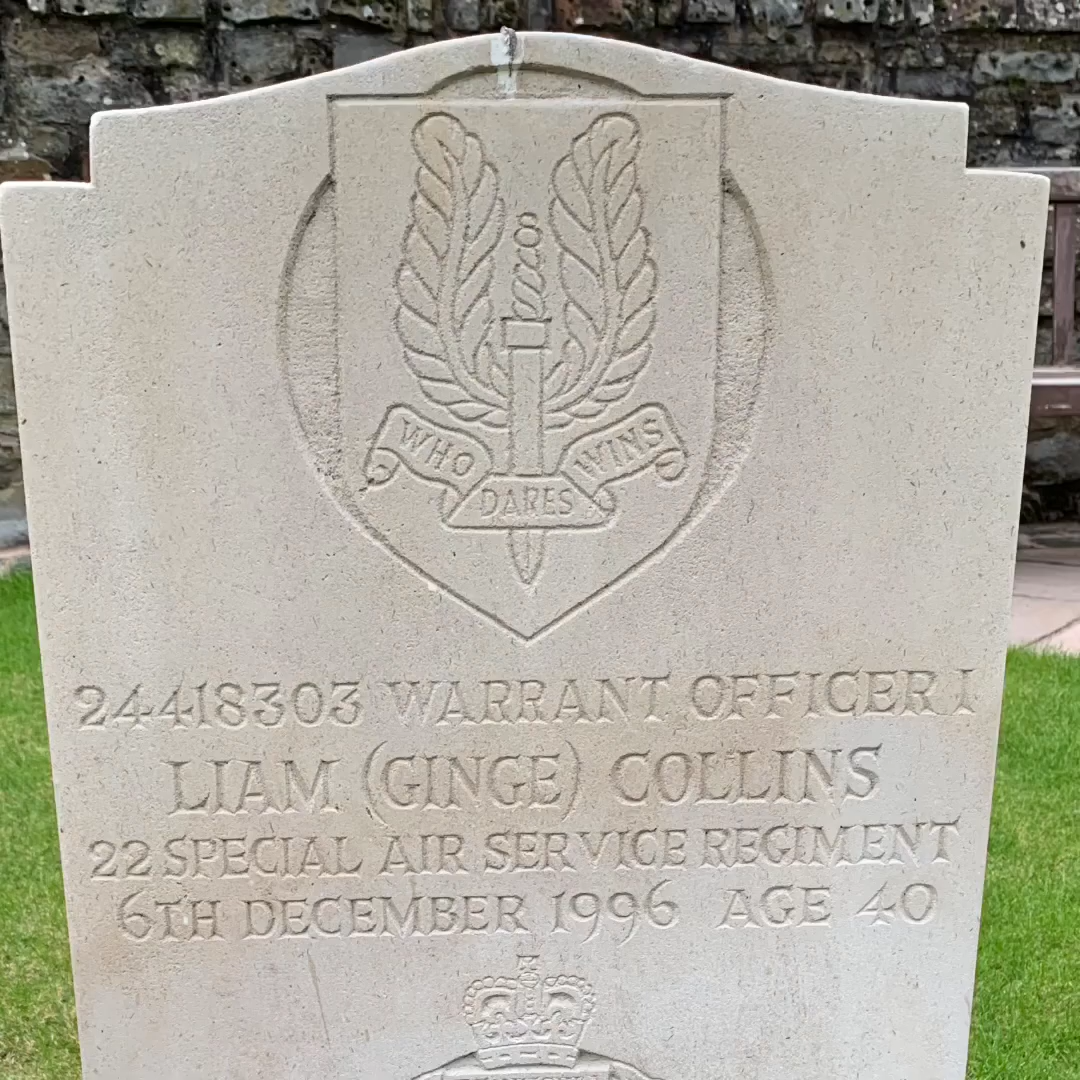 WHO DARES WINS
24418303 WARRANT OFFICER I
LIAM (GINGE) COLLINS
22 SPECIAL AIR SERVICE REGIMENT
6TH DECEMBER 1996 AGE 40